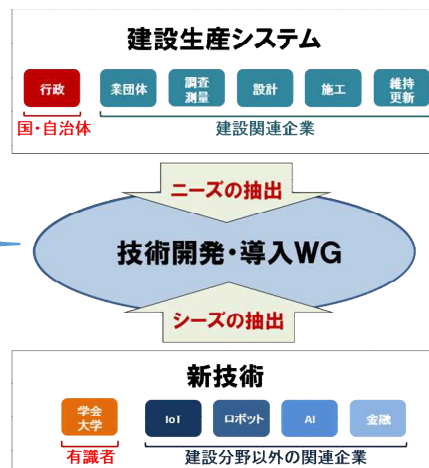 建設生産システム
行政
業団体
調査
測量
設計
施工
維持
更新
国・自治体
建設関連企業
ニーズの抽出
技術開発・導入WG
シーズの抽出
新技術
学会
大学
IoT
ロボット
AI
金融
有識者
建設分野以外の関連企業